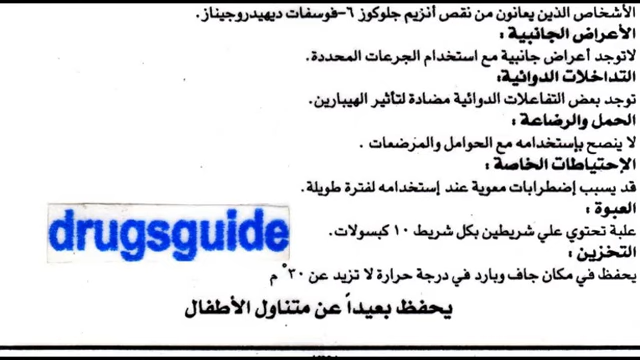 الأشخاص الذين يعانون من نقص أنزيم جلوكوز ٦-فوسفات ديهيدروجيناز.
الأعراض الجانبية :
لاتوجد أعراض جانبية مع استخدام الجرعات المحددة.
التداخلات الدوائية:
توجد بعض التفاعلات الدوائية مضادة لتأثير الهيبارين.
الحمل والرضاعة :
لا ينصح بإستخدامه مع الحوامل والمرضعات .
الإحتياطات الخاصة :
قد يسبب إضطرابات معوية عند إستخدامه لفترة طويلة.
العبوة :
علبة تحتوي علي شريطين بكل شريط ١٠ كبسولات.
drugsguide
التخزين :
يحفظ في مكان جاف وبارد في درجة حرارة لا تزيد عن ٣٠° م
يحفظ بعيداً عن متناول الأطفال